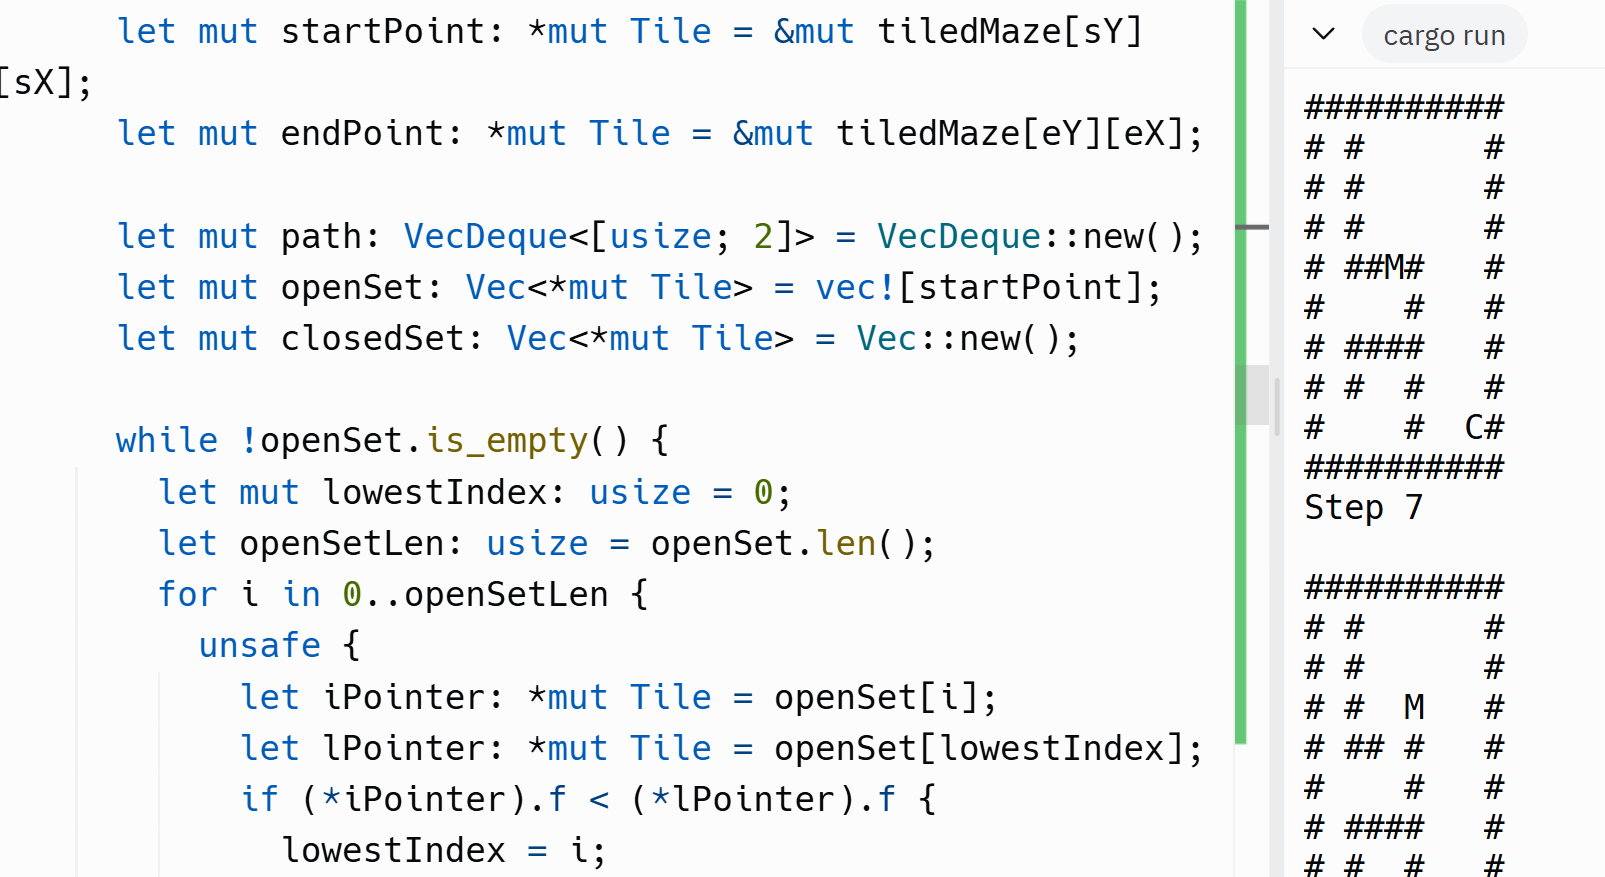 let mut startPoint: *mut Tile = &mut tiledMaze[sY]
[sX];
let mut endPoint: *mut Tile = &mut tiledMaze[eY][eX];
let mut path: VecDeque<[usize; 2]> = VecDeque::new();
let mut openSet: Vec<*mut Tile> = vec![startPoint];
let mut closedSet: Vec<*mut Tile> = Vec::new();
while !openSet.is_empty() {
let mut lowestIndex: usize = 0;
let openSetLen: usize = openSet.len();
for i in 0..openSetLen {
unsafe {
let iPointer: *mut Tile = openSet[i];
let lPointer: *mut Tile = openSet[lowestIndex];
if (*iPointer).f < (*lPointer).f {
lowestIndex = i;
cargo run
##########
# #      #
# #      #
# #      #
# ##M#   #
#    #   #
# ####   #
# #  #   #
#    #  C#
##########
Step 7
##########
# #      #
# #      #
# #  M   #
# ## #   #
#    #   #
# ####   #
# #  #   #